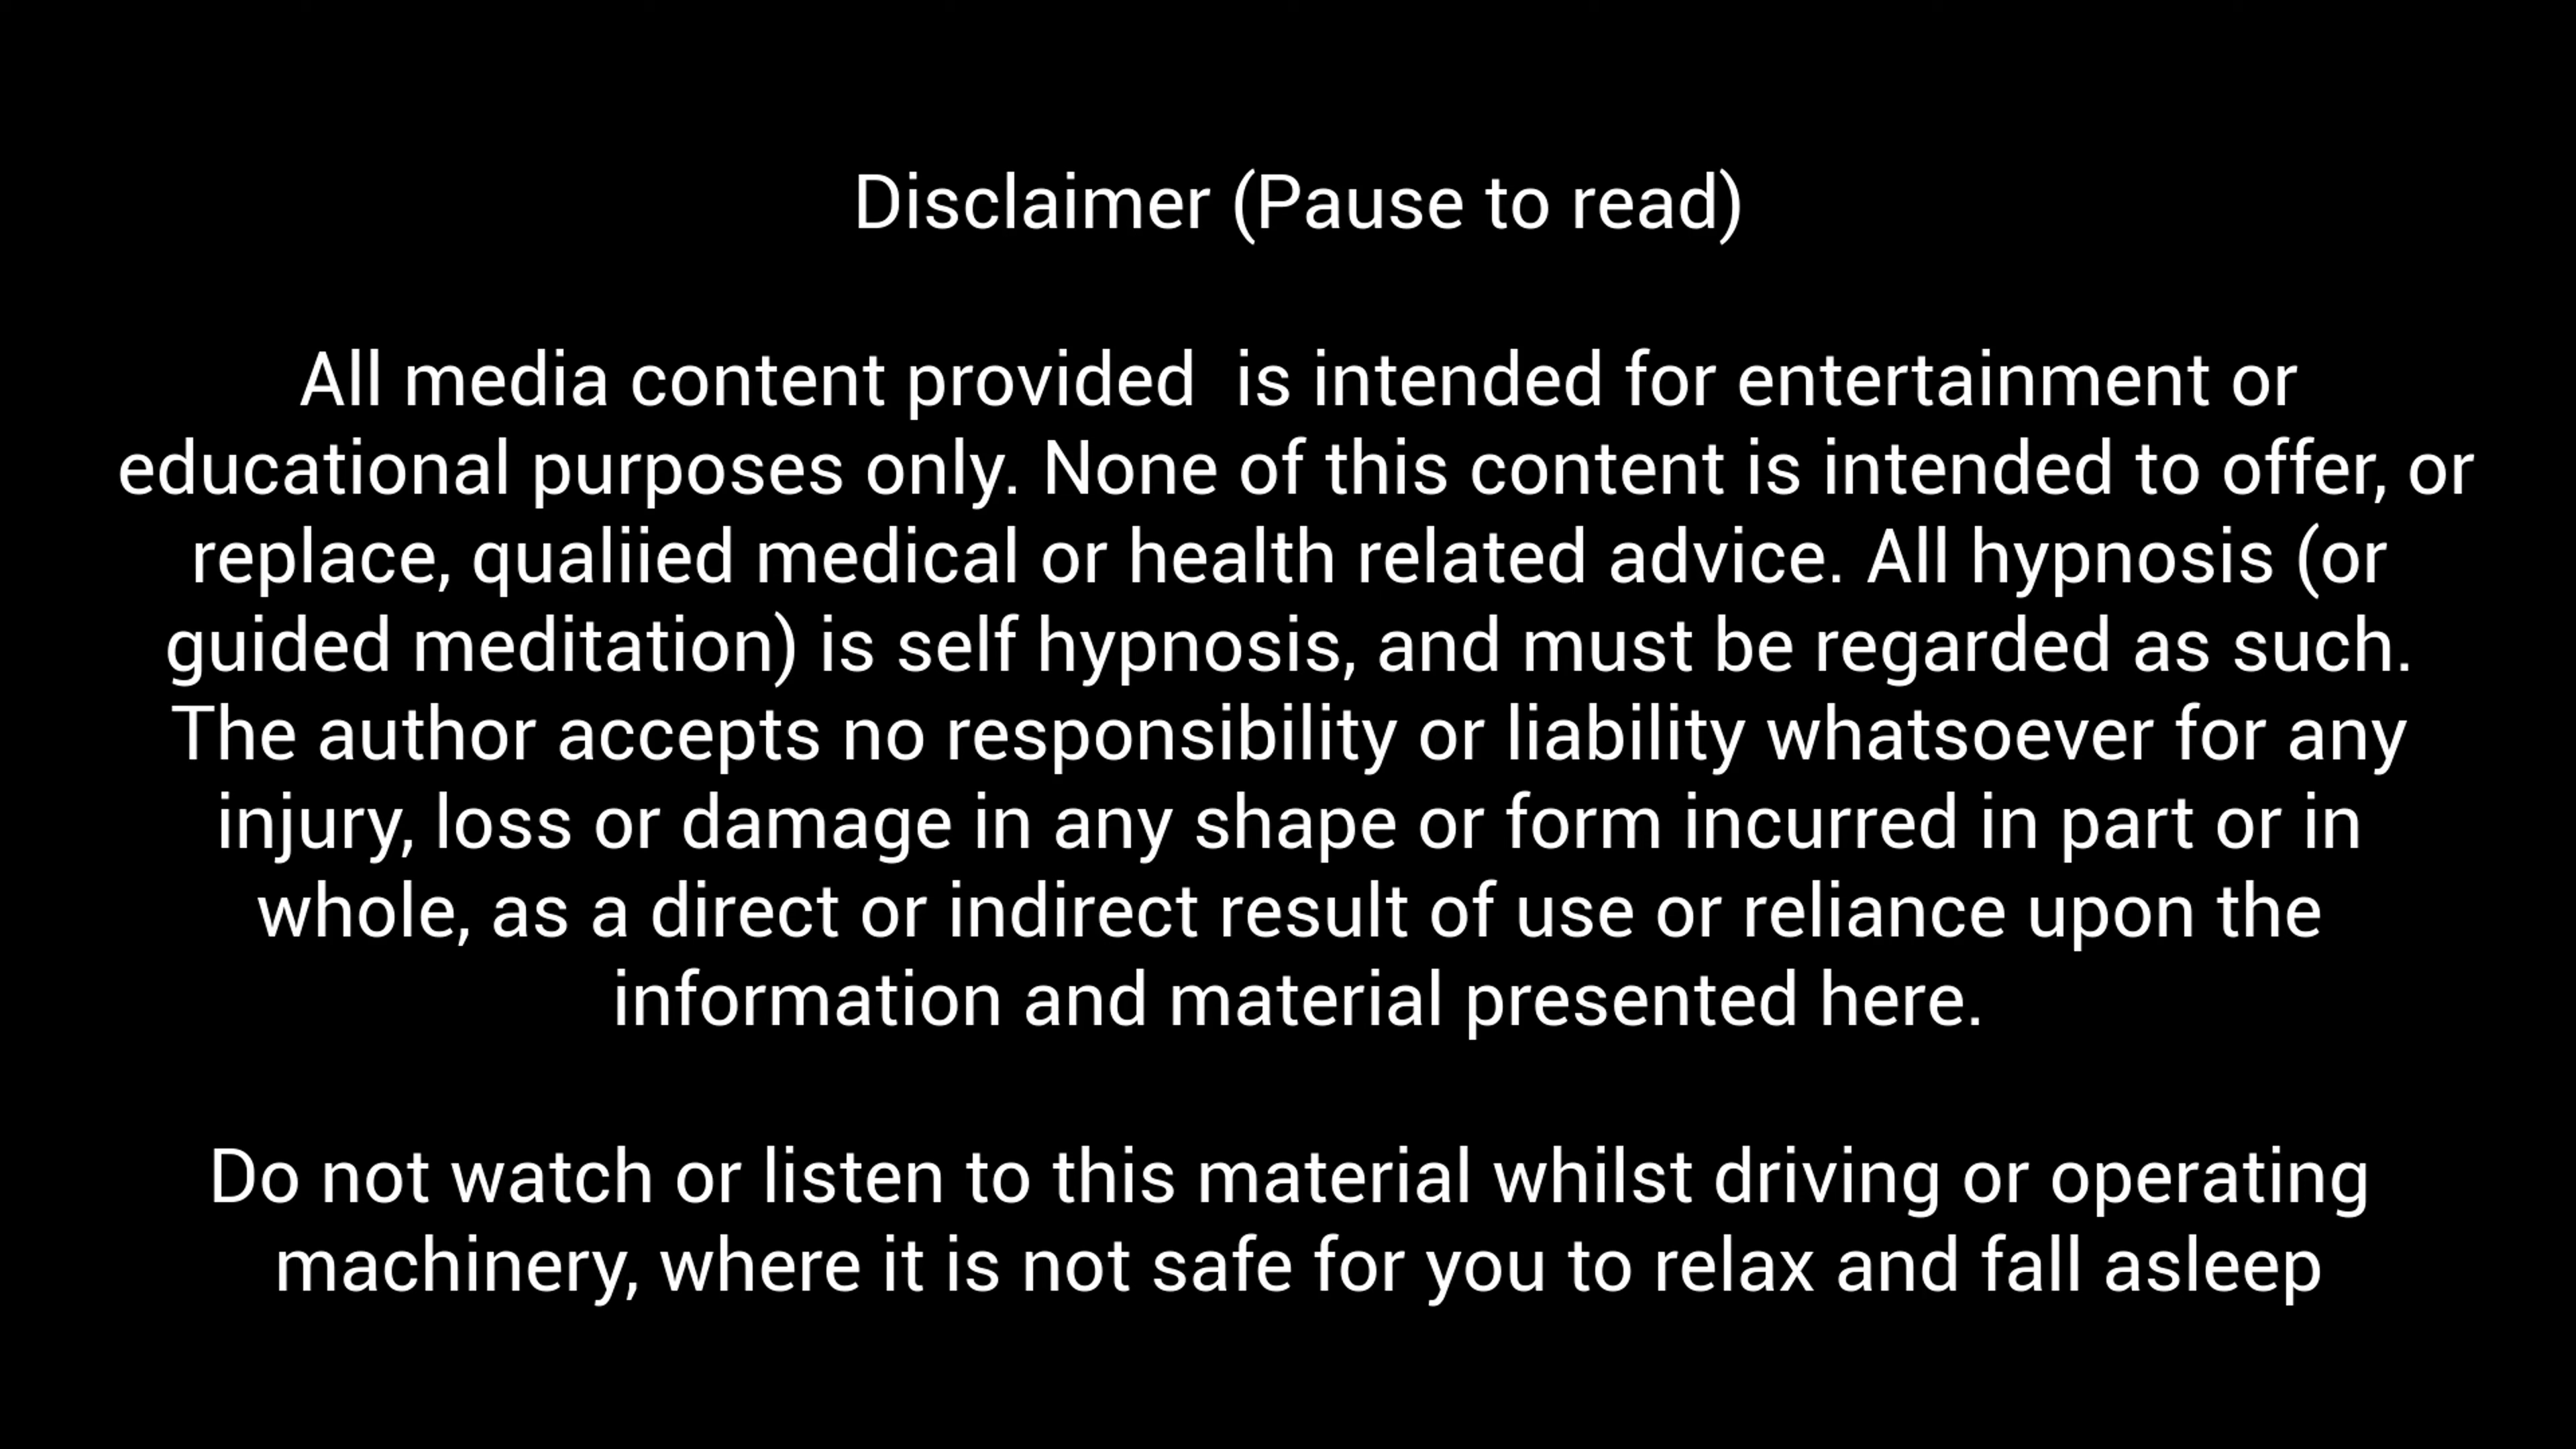 Disclaimer (Pause to read)
All media content provided  is intended for entertainment or
educational purposes only. None of this content is intended to offer, or
replace, qualiied medical or health related advice. All hypnosis (or
guided meditation) is self hypnosis, and must be regarded as such.
The author accepts no responsibility or liability whatsoever for any
injury, loss or damage in any shape or form incurred in part or in
whole, as a direct or indirect result of use or reliance upon the
information and material presented here.
Do not watch or listen to this material whilst driving or operating
machinery, where it is not safe for you to relax and fall asleep